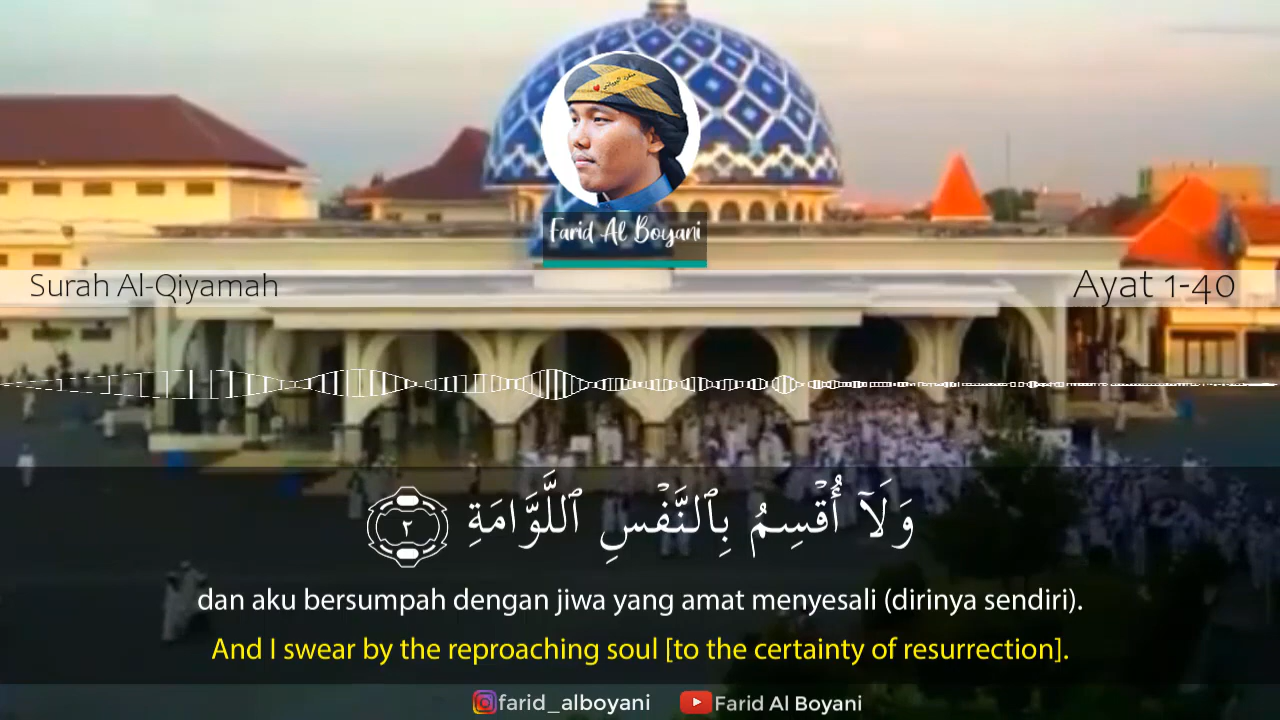 Farid Al Boyani
Surah Al-Qiyamah
Ayat 1-40
وَلَآ أُقْسِمُ بِٱلنَّفْسِ ٱللَّوَّامَةِ ٢
dan aku bersumpah dengan jiwa yang amat menyesali (dirinya sendiri).
And I swear by the reproaching soul [to the certainty of resurrection].
farid_alboyani
Farid Al Boyani